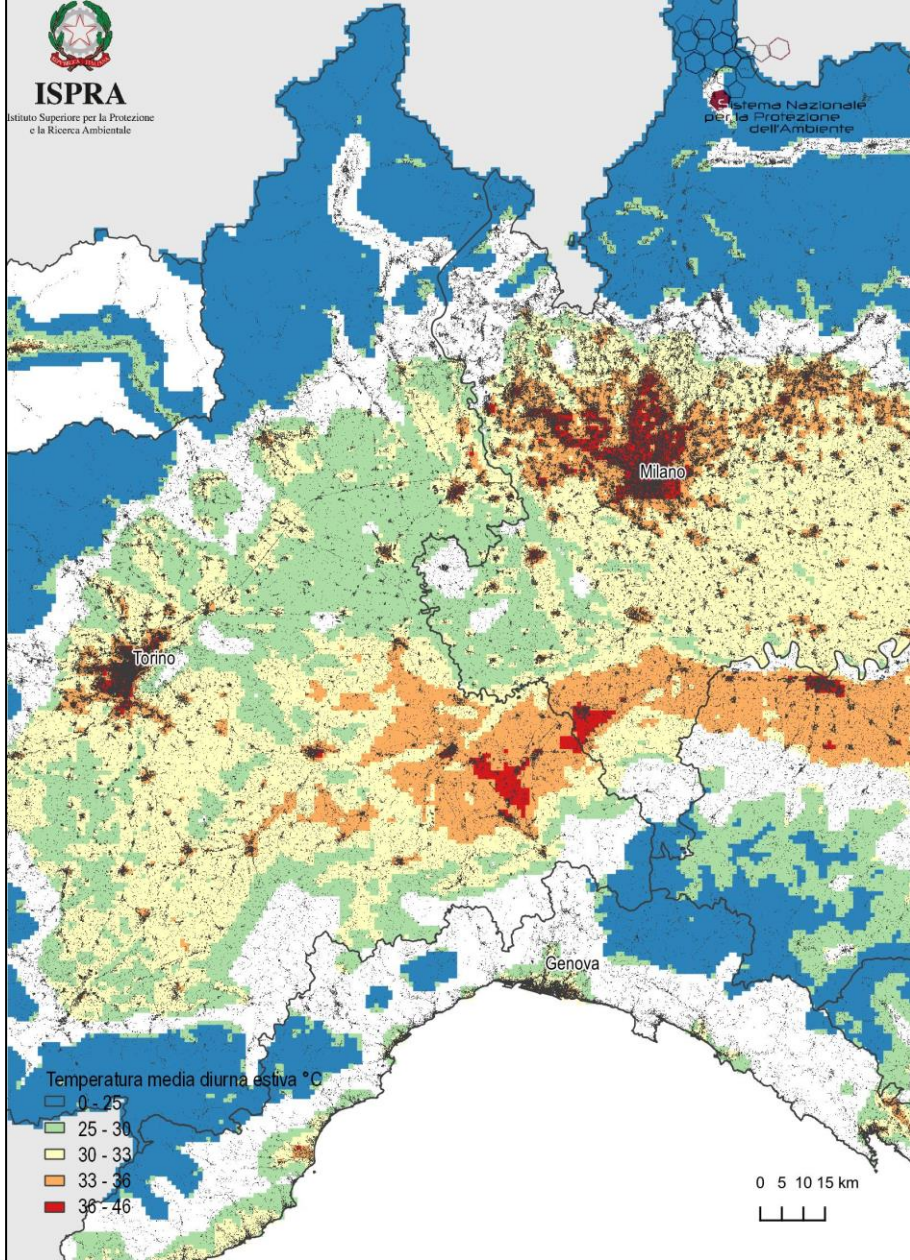 ISPRA
Istituto Superiore per la Protezione
e la Ricerca Ambientale
Sistema Nazionale
per la Protezione
dell'Ambiente
Milano
Torino
Genova
Temperatura media diurna estiva °C
0 - 25
25 - 30
30 - 33
33 - 36
36 - 46
0 5 10 15 km